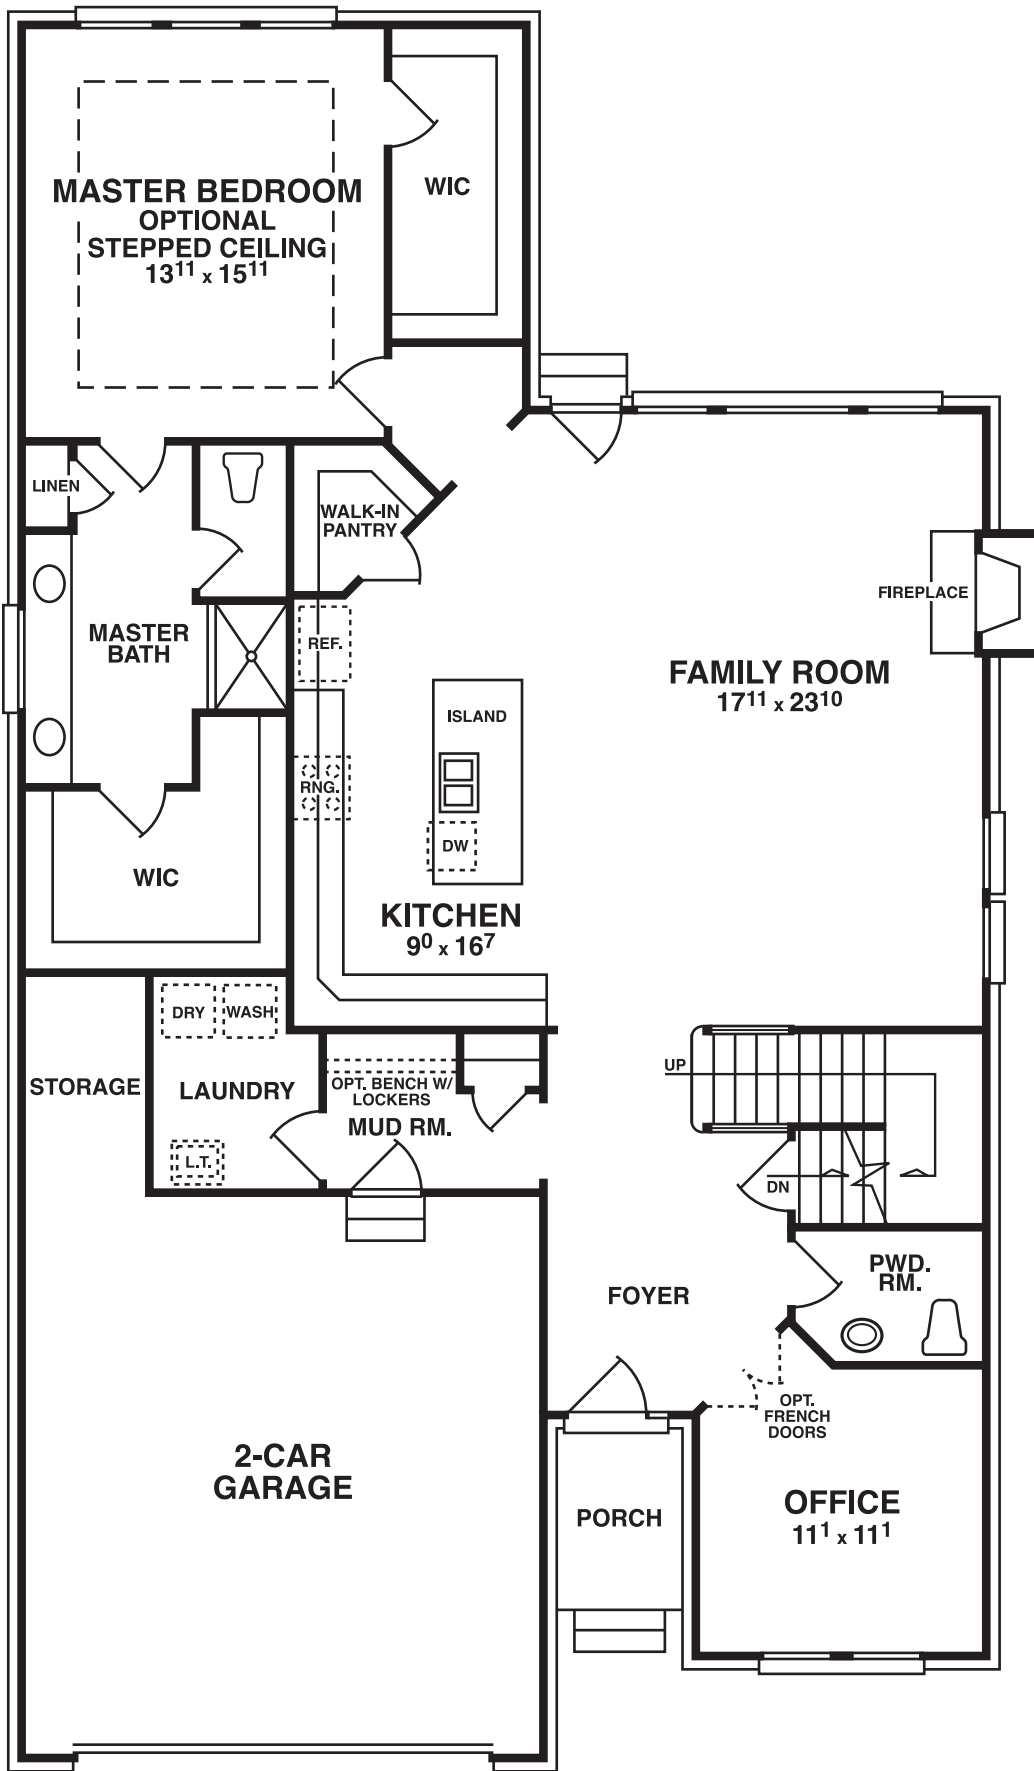 MASTER BEDROOM
OPTIONAL
STEPPED CEILING
13¹¹ x 15¹¹
WIC
LINEN
WALK-IN
PANTRY
FIREPLACE
MASTER
BATH
REF.
FAMILY ROOM
17¹¹ x 23¹⁰
ISLAND
RNG.
DW
WIC
KITCHEN
9⁰ x 16⁷
DRY
WASH
STORAGE
LAUNDRY
OPT. BENCH W/
LOCKERS
MUD RM.
L.T.
UP
DN
PWD.
RM.
FOYER
OPT.
FRENCH
DOORS
2-CAR
GARAGE
PORCH
OFFICE
11¹ x 11¹